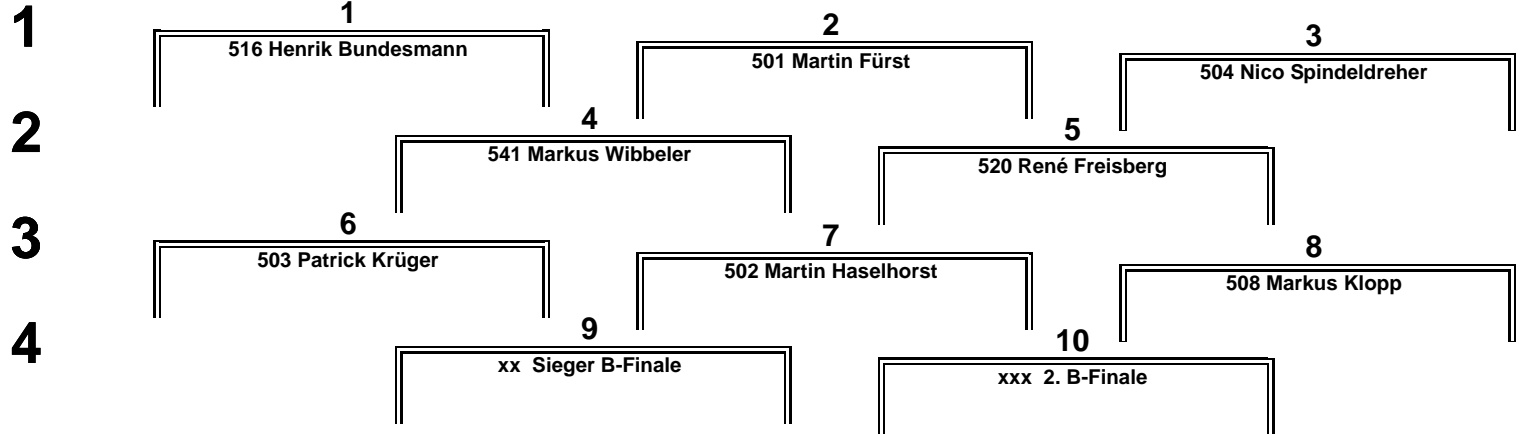 1
1
2
3
516 Henrik Bundesmann
501 Martin Fürst
504 Nico Spindeldreher
2
4
5
541 Markus Wibbeler
520 René Freisberg
3
6
7
8
503 Patrick Krüger
502 Martin Haselhorst
508 Markus Klopp
4
9
10
xx Sieger B-Finale
xxx 2. B-Finale